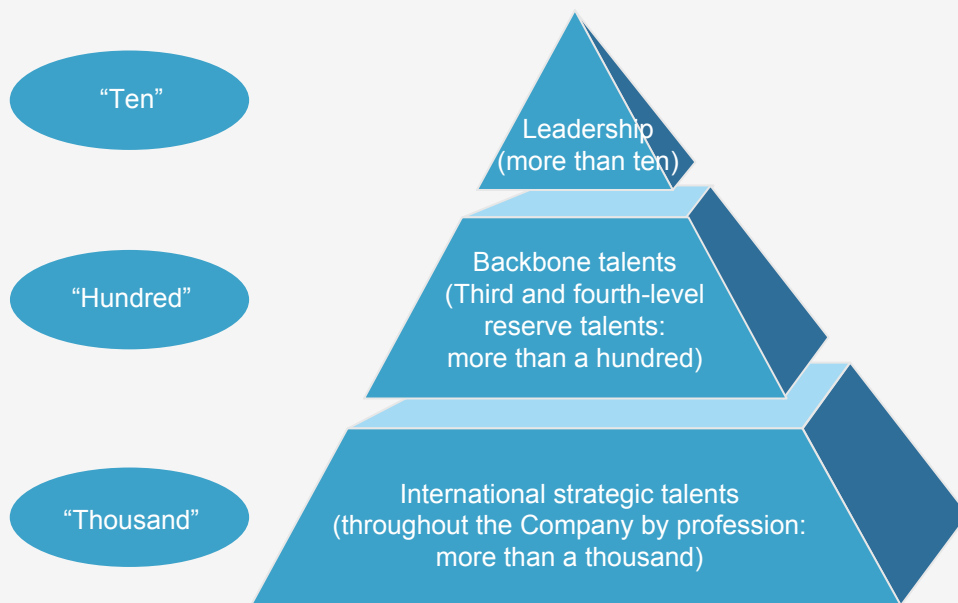 “Ten”
Leadership
(more than ten)
“Hundred”
Backbone talents
(Third and fourth-level
reserve talents:
more than a hundred)
“Thousand”
International strategic talents
(throughout the Company by profession:
more than a thousand)